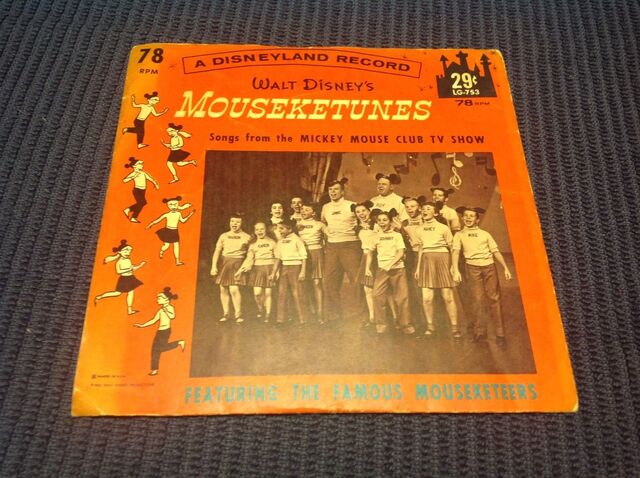 78
RPM
A DISNEYLAND RECORD
29¢
LG-753
78 RPM
WALT DISNEY'S
MOUSEKETUNES
Songs from the MICKEY MOUSE CLUB TV SHOW
FEATURING THE FAMOUS MOUSEKETEERS